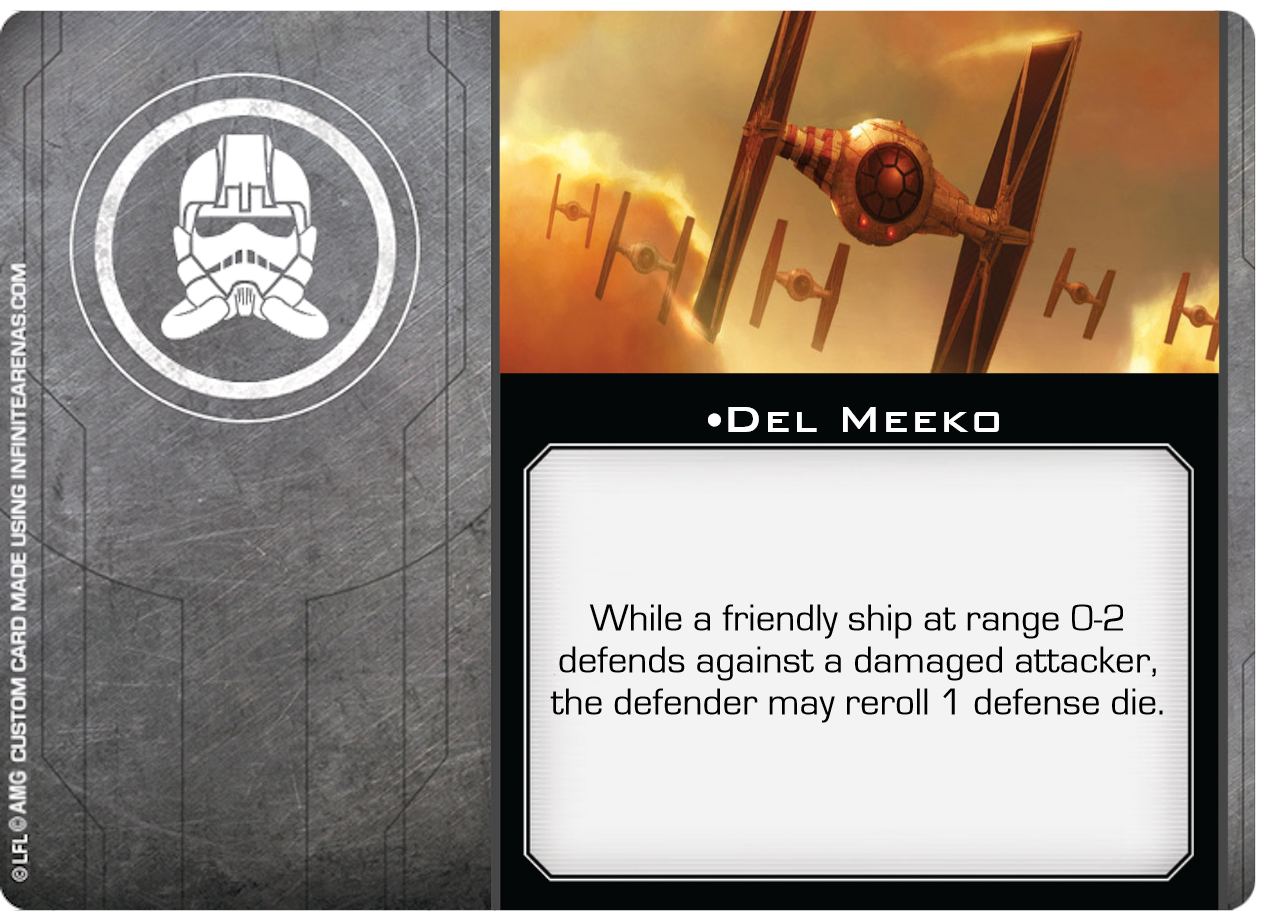 •Del Meeko
While a friendly ship at range 0-2
defends against a damaged attacker,
the defender may reroll 1 defense die.
©LFL ©AMG CUSTOM CARD MADE USING INFINITEARENAS.COM